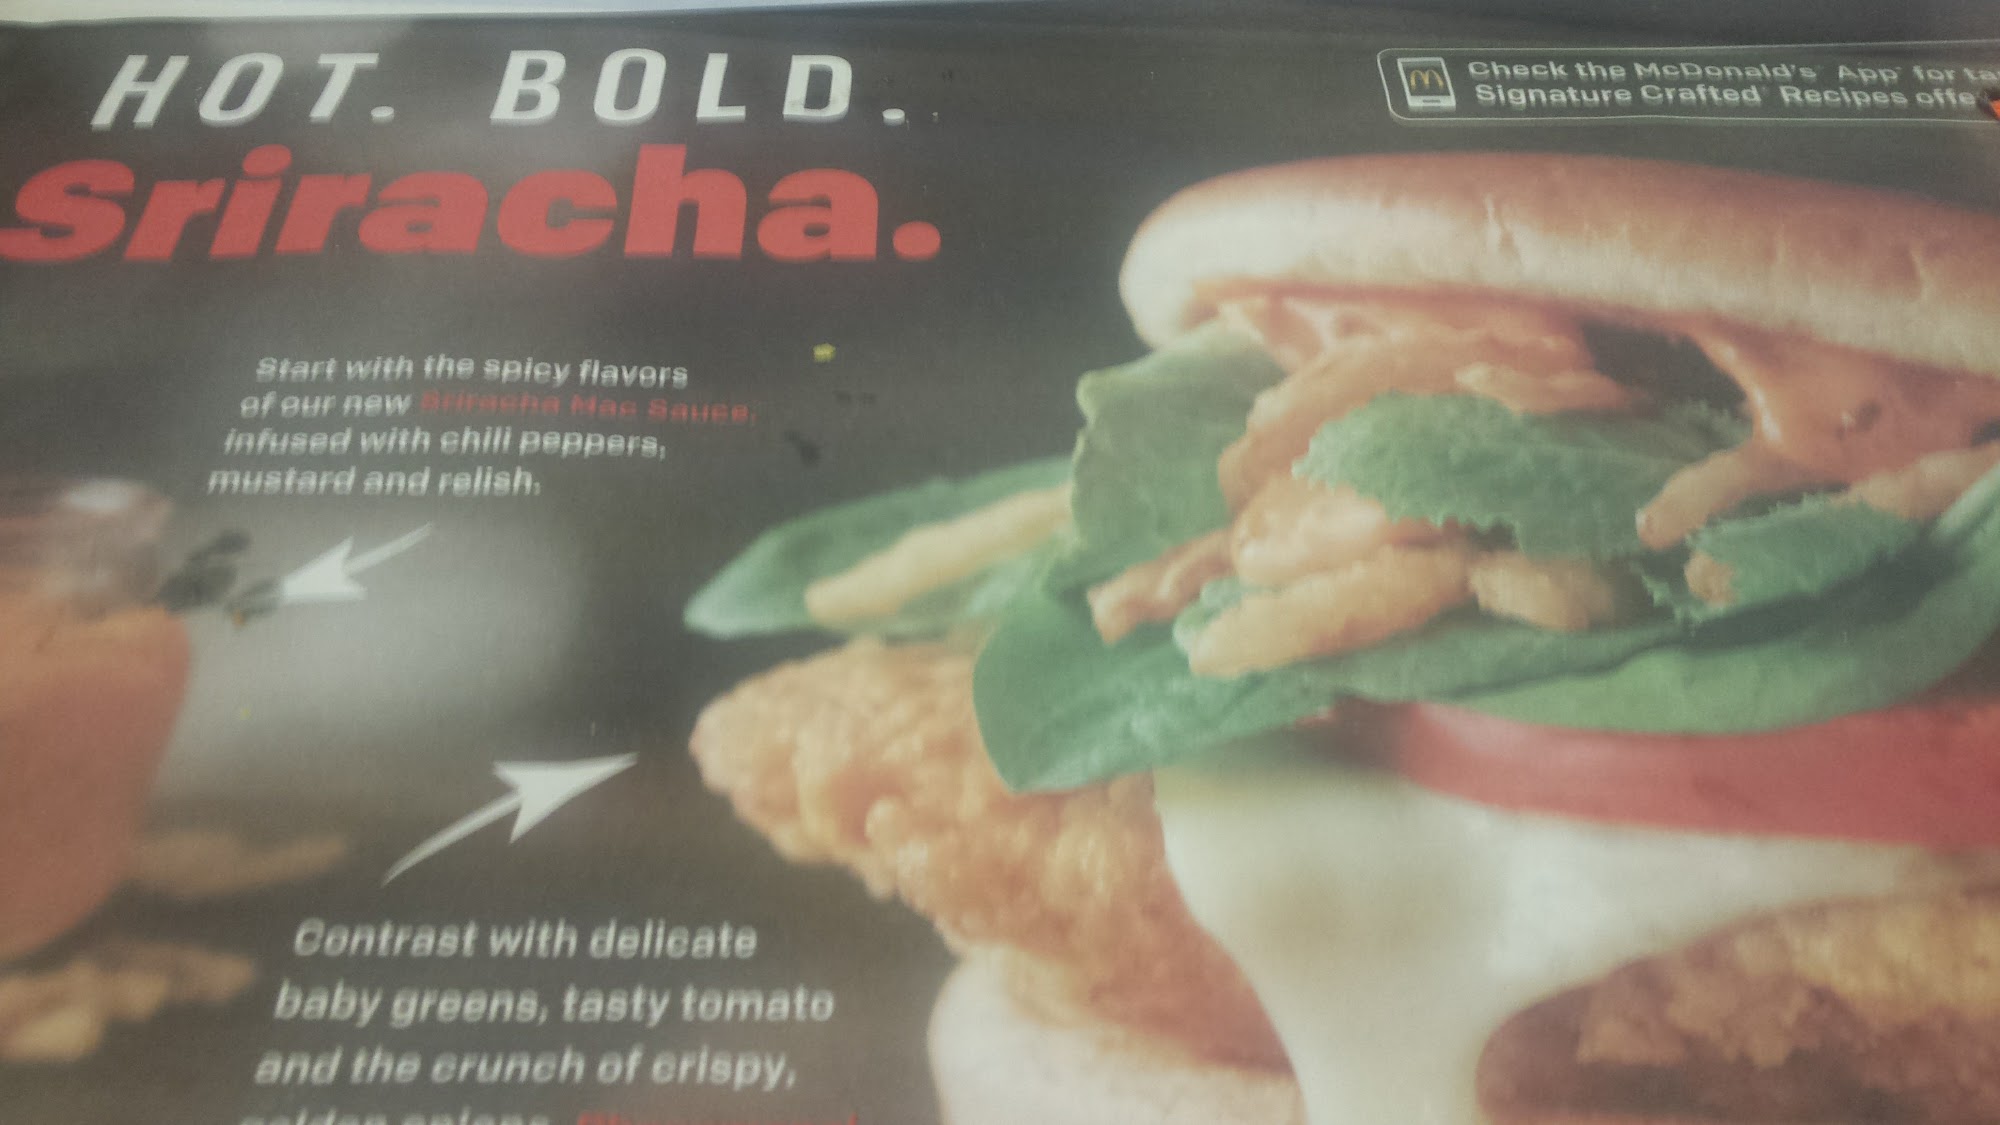 HOT. BOLD.
Sriracha.
Check the McDonald's App for
Signature Crafted Recipes
Start with the spicy flavors
of our new Sriracha Mac Sauce,
infused with chili peppers,
mustard and relish.
Contrast with delicate
baby greens, tasty tomato
and the crunch of crispy,
golden onions.